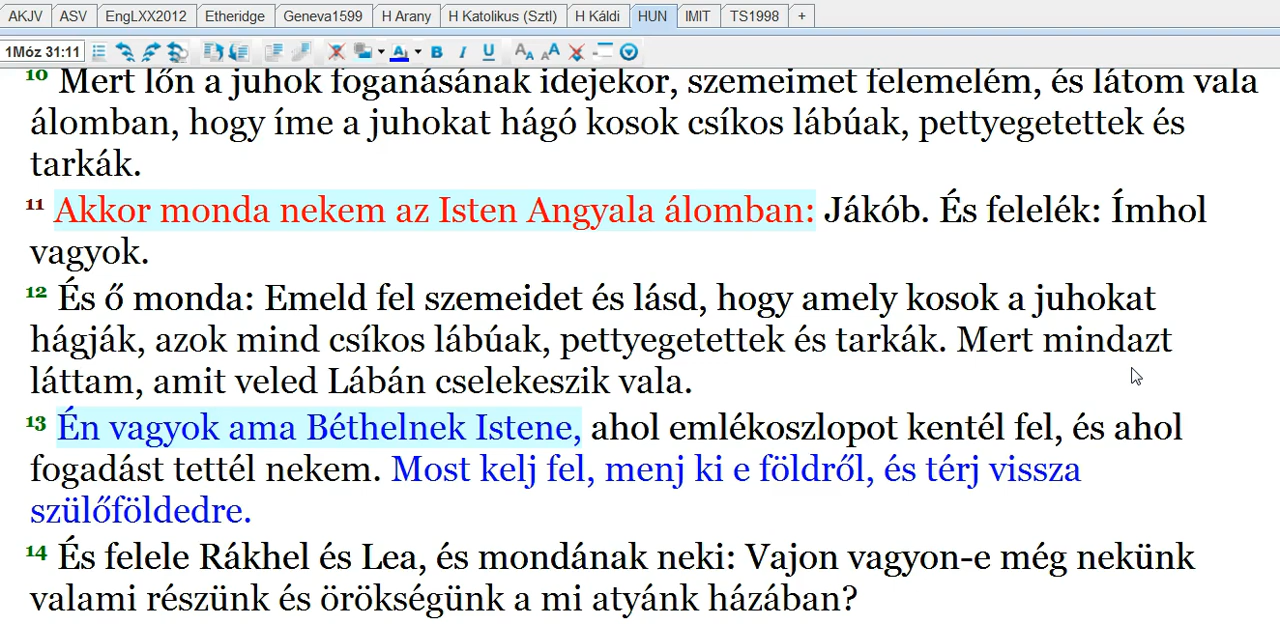 AKJV ASV EngLXX2012 Etheridge Geneva1599 H Arany H Katolikus (Sztl) H Káldi HUN IMIT TS1998 +
1Móz 31:11
10 Mert lőn a juhok foganásának idejekor, szemeimet felemelém, és látom vala
álomban, hogy íme a juhokat hágó kosok csíkos lábúak, pettyegetettek és
tarkák.
11 Akkor monda nekem az Isten Angyala álomban: Jákób. És felelék: Ímhol
vagyok.
12 És ő monda: Emeld fel szemeidet és lásd, hogy amely kosok a juhokat
hágják, azok mind csíkos lábúak, pettyegetettek és tarkák. Mert mindazt
láttam, amit veled Lábán cselekeszik vala.
13 Én vagyok ama Béthelnek Istene, ahol emlékoszlopot kentél fel, és ahol
fogadást tettél nekem. Most kelj fel, menj ki e földről, és térj vissza
szülőföldedre.
14 És felele Rákhel és Lea, és mondának neki: Vajon vagyon-e még nekünk
valami részünk és örökségünk a mi atyánk házában?